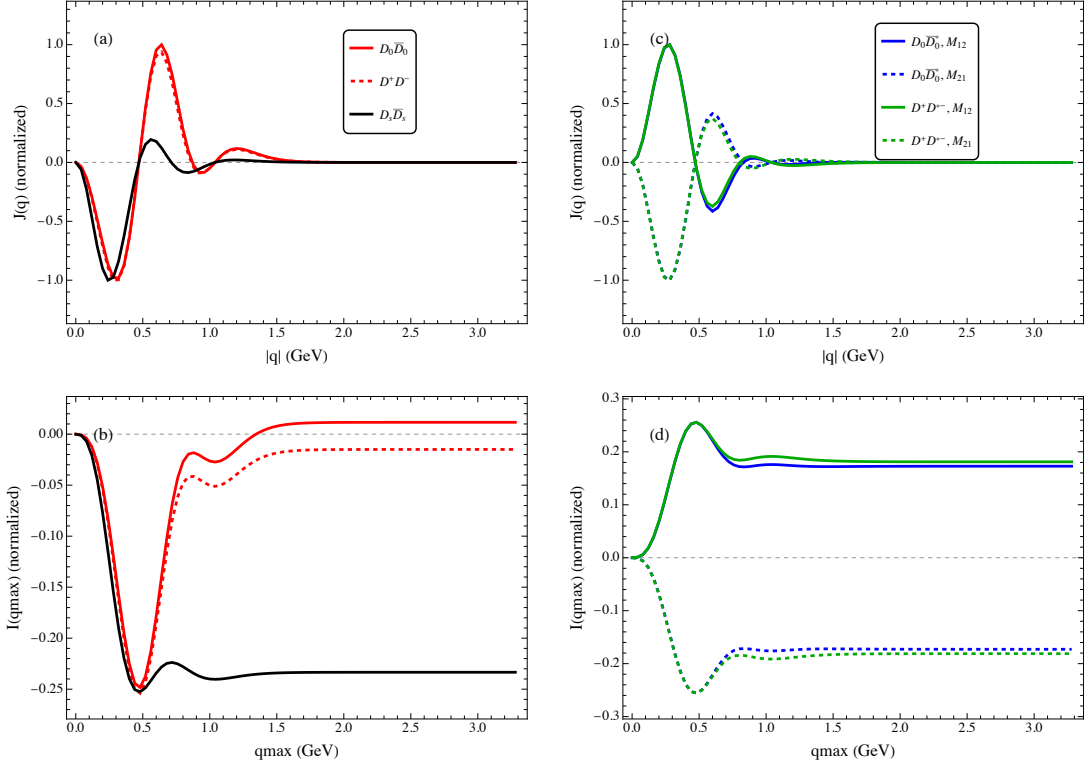 (a)
D₀D̅₀
D⁺D⁻
DₛD̅ₛ
1.0
0.5
0.0
−0.5
−1.0
J(q) (normalized)
0.0 0.5 1.0 1.5 2.0 2.5 3.0
|q| (GeV)
(c)
D₀D̅₀*, M₁₂
D₀D̅₀*, M₂₁
D⁺D*⁻, M₁₂
D⁺D*⁻, M₂₁
1.0
0.5
0.0
−0.5
−1.0
J(q) (normalized)
0.0 0.5 1.0 1.5 2.0 2.5 3.0
|q| (GeV)
(b)
0.00
−0.05
−0.10
−0.15
−0.20
−0.25
I(qmax) (normalized)
0.0 0.5 1.0 1.5 2.0 2.5 3.0
qmax (GeV)
(d)
0.3
0.2
0.1
0.0
−0.1
−0.2
−0.3
I(qmax) (normalized)
0.0 0.5 1.0 1.5 2.0 2.5 3.0
qmax (GeV)